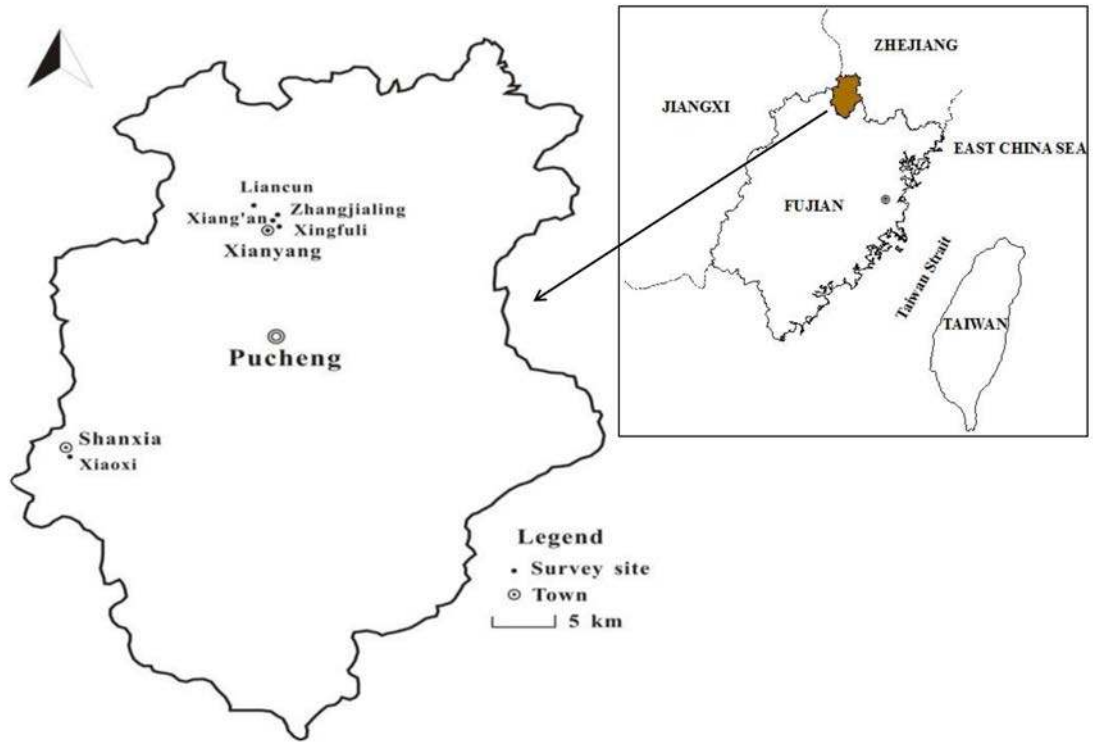 ZHEJIANG
JIANGXI
EAST CHINA SEA
FUJIAN
Taiwan Strait
TAIWAN
Liancun
Zhangjialing
Xiang'an
Xingfuli
Xianyang
Pucheng
Shanxia
Xiaoxi
Legend
Survey site
Town
5 km